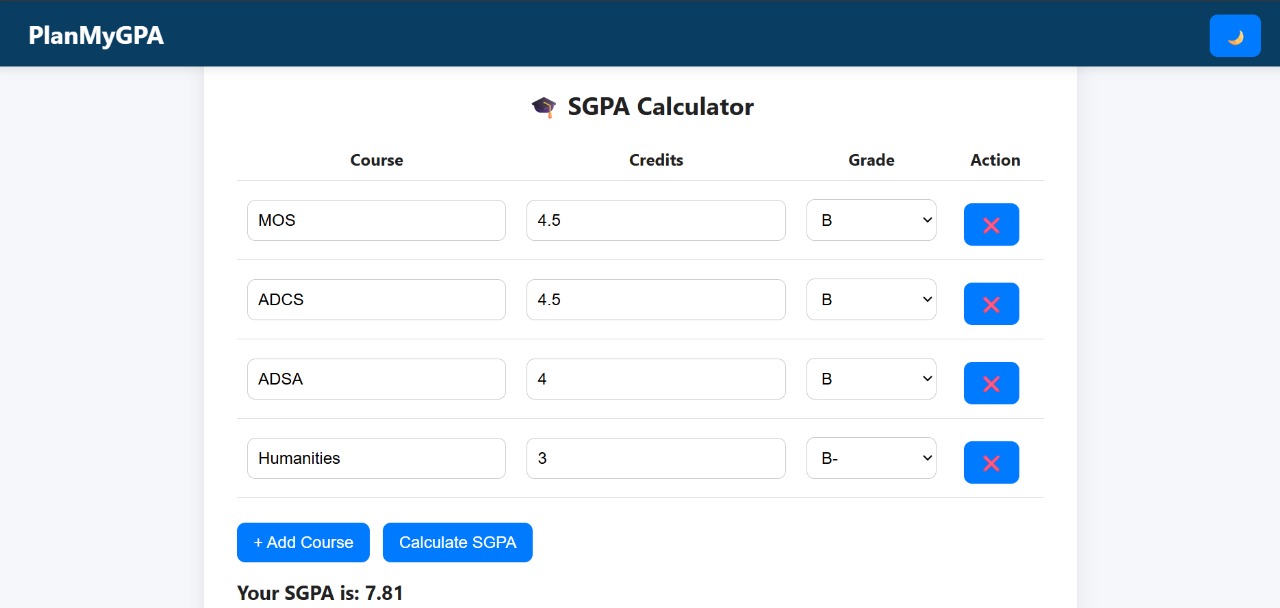 PlanMyGPA
SGPA Calculator
Course Credits Grade Action
MOS 4.5 B
ADCS 4.5 B
ADSA 4 B
Humanities 3 B-
+ Add Course Calculate SGPA
Your SGPA is: 7.81